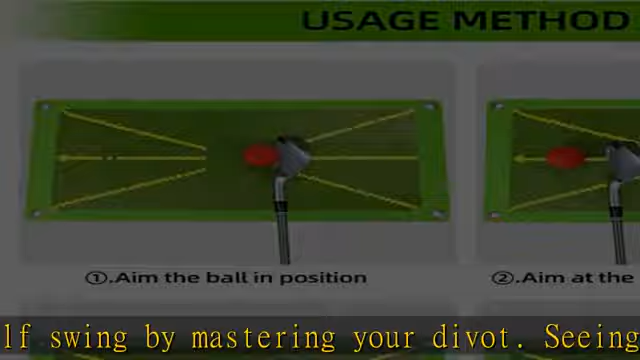 USAGE METHOD
①.Aim the ball in position
②.Aim at the
lf swing by mastering your divot. Seeing